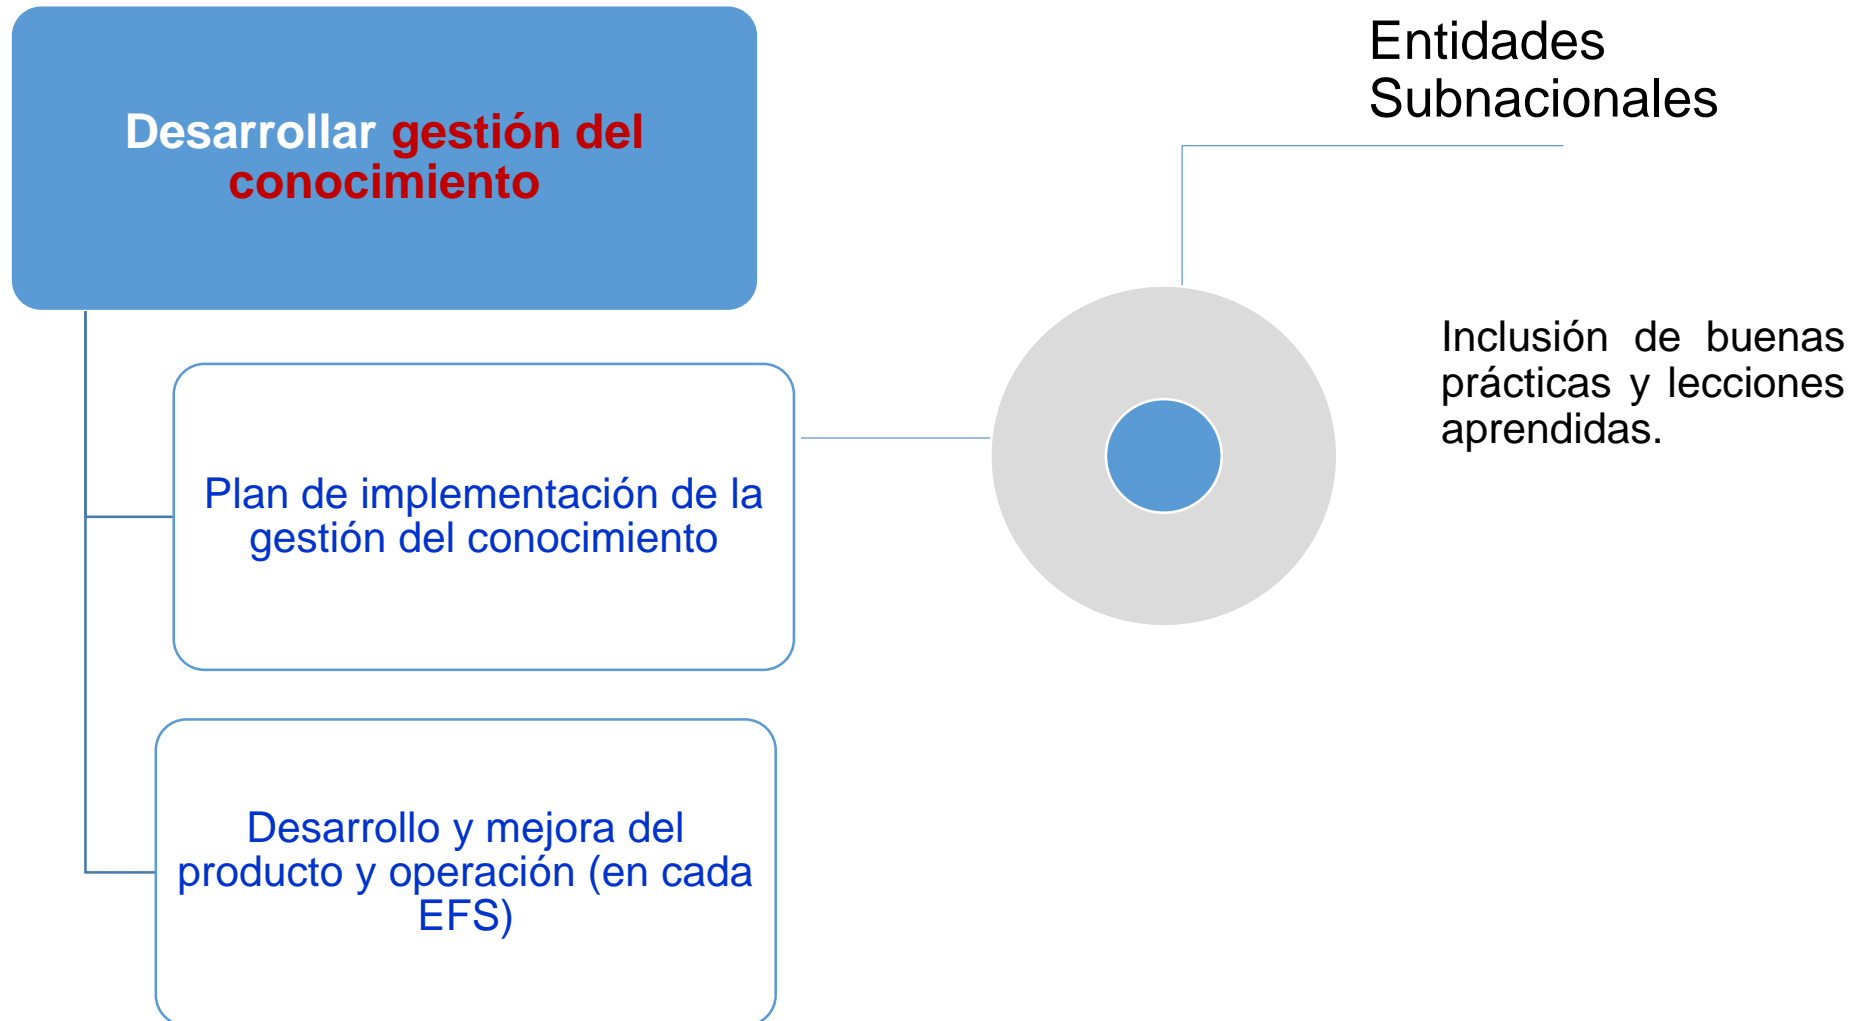 Desarrollar gestión del
conocimiento
Plan de implementación de la
gestión del conocimiento
Desarrollo y mejora del
producto y operación (en cada
EFS)
Entidades
Subnacionales
Inclusión de buenas
prácticas y lecciones
aprendidas.